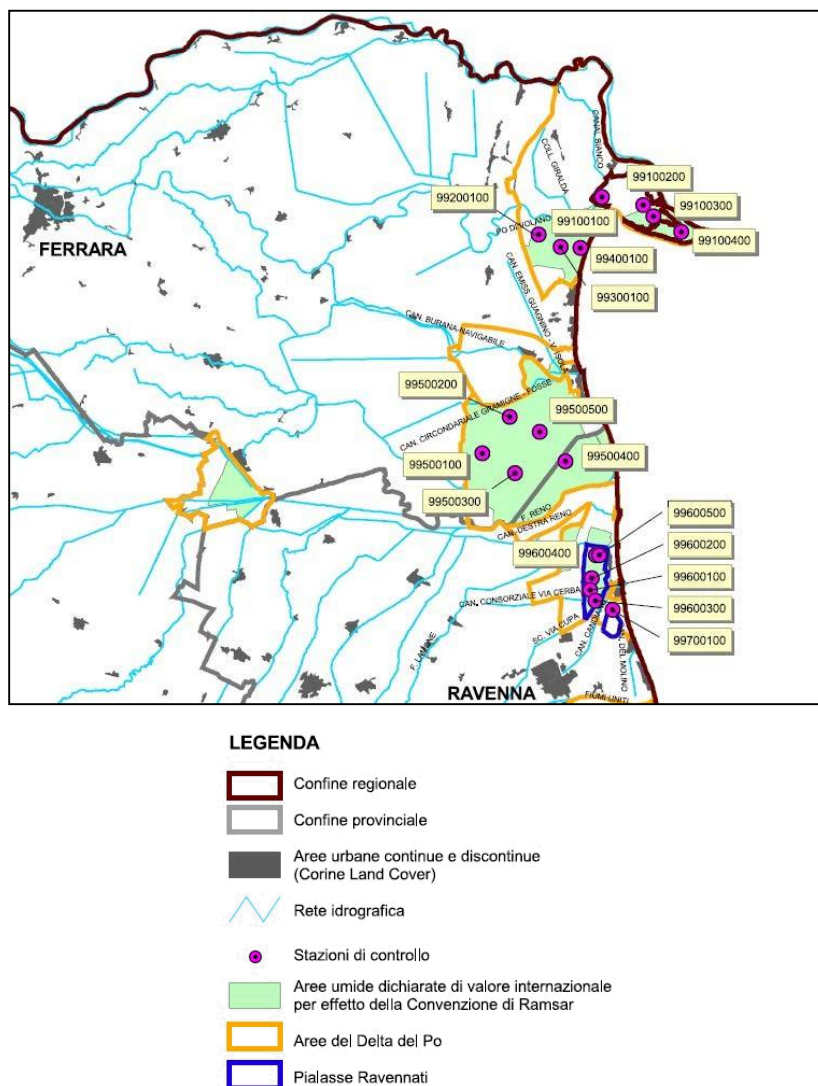 CANAL BIANCO
COLL. GIRALDA
99100200
99200100
99100300
PO DI VOLANO
99100100
99100400
FERRARA
99400100
99300100
CAN. EMISS. GUAGNINO - V. ISOLA
CAN. BURANA-NAVIGABILE
99500200
99500500
CAN. CIRCONDARIALE GRAMIGNE - FOSSE
99500100
99500400
99500300
F. RENO
CAN. DESTRA RENO
99600500
99600400
99600200
99600100
CAN. CONSORZIALE VIA CERBA
99600300
SC. VIA CUPA
99700100
F. LAMONE
DEL MOLINO
RAVENNA
FIUMI UNITI
LEGENDA
Confine regionale
Confine provinciale
Aree urbane continue e discontinue
(Corine Land Cover)
Rete idrografica
Stazioni di controllo
Aree umide dichiarate di valore internazionale
per effetto della Convenzione di Ramsar
Aree del Delta del Po
Pialasse Ravennati